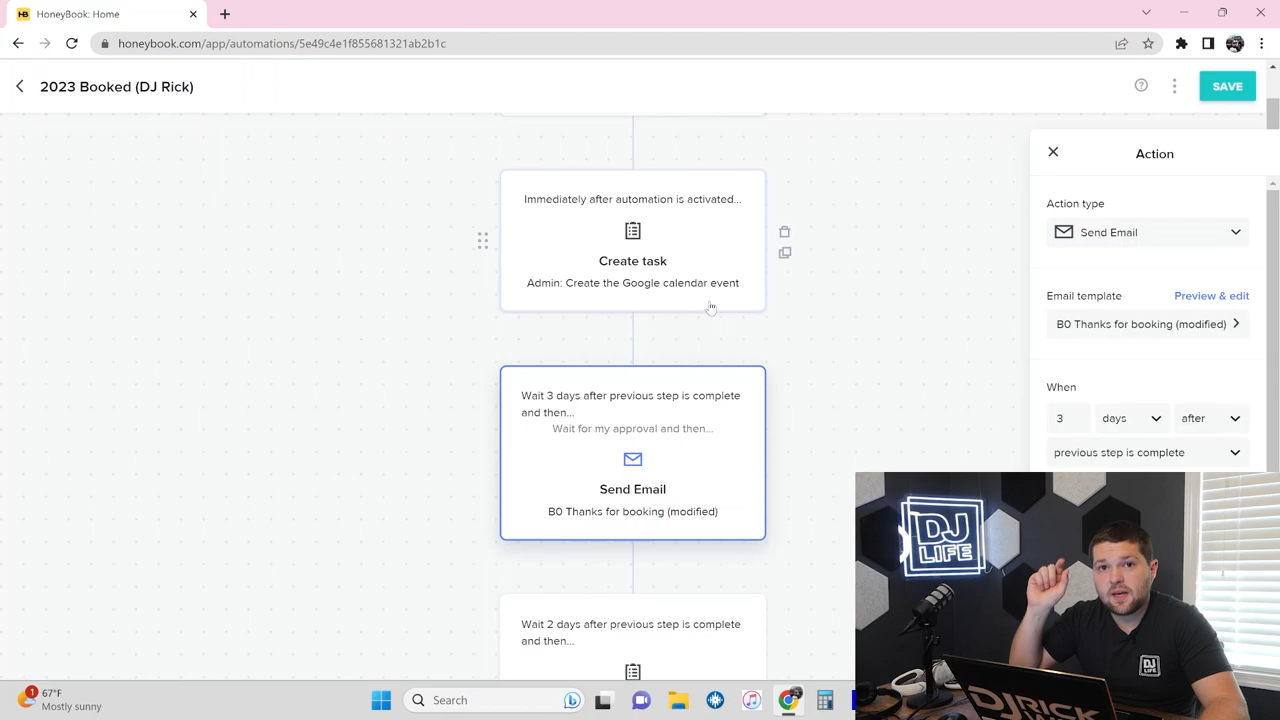 HB
HoneyBook: Home
honeybook.com/app/automations/5e49c4e1f855681321ab2b1c
2023 Booked (DJ Rick)
SAVE
Immediately after automation is activated...
Create task
Admin: Create the Google calendar event
Wait 3 days after previous step is complete
and then...
Wait for my approval and then...
Send Email
B0 Thanks for booking (modified)
Wait 2 days after previous step is complete
and then...
Action
Action type
Send Email
Email template
Preview & edit
B0 Thanks for booking (modified)
When
3
days
after
previous step is complete
DJ
LIFE
DJ
LIFE
1
67°F
Mostly sunny
Search